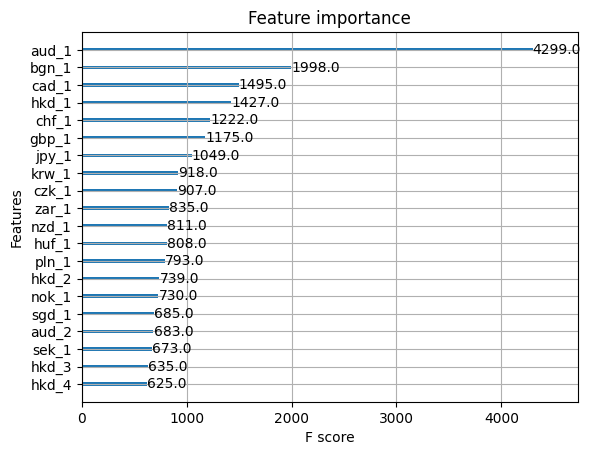 Feature importance
Features
aud_1 4299.0
bgn_1 1998.0
cad_1 1495.0
hkd_1 1427.0
chf_1 1222.0
gbp_1 1175.0
jpy_1 1049.0
krw_1 918.0
czk_1 907.0
zar_1 835.0
nzd_1 811.0
huf_1 808.0
pln_1 793.0
hkd_2 739.0
nok_1 730.0
sgd_1 685.0
aud_2 683.0
sek_1 673.0
hkd_3 635.0
hkd_4 625.0
0 1000 2000 3000 4000
F score